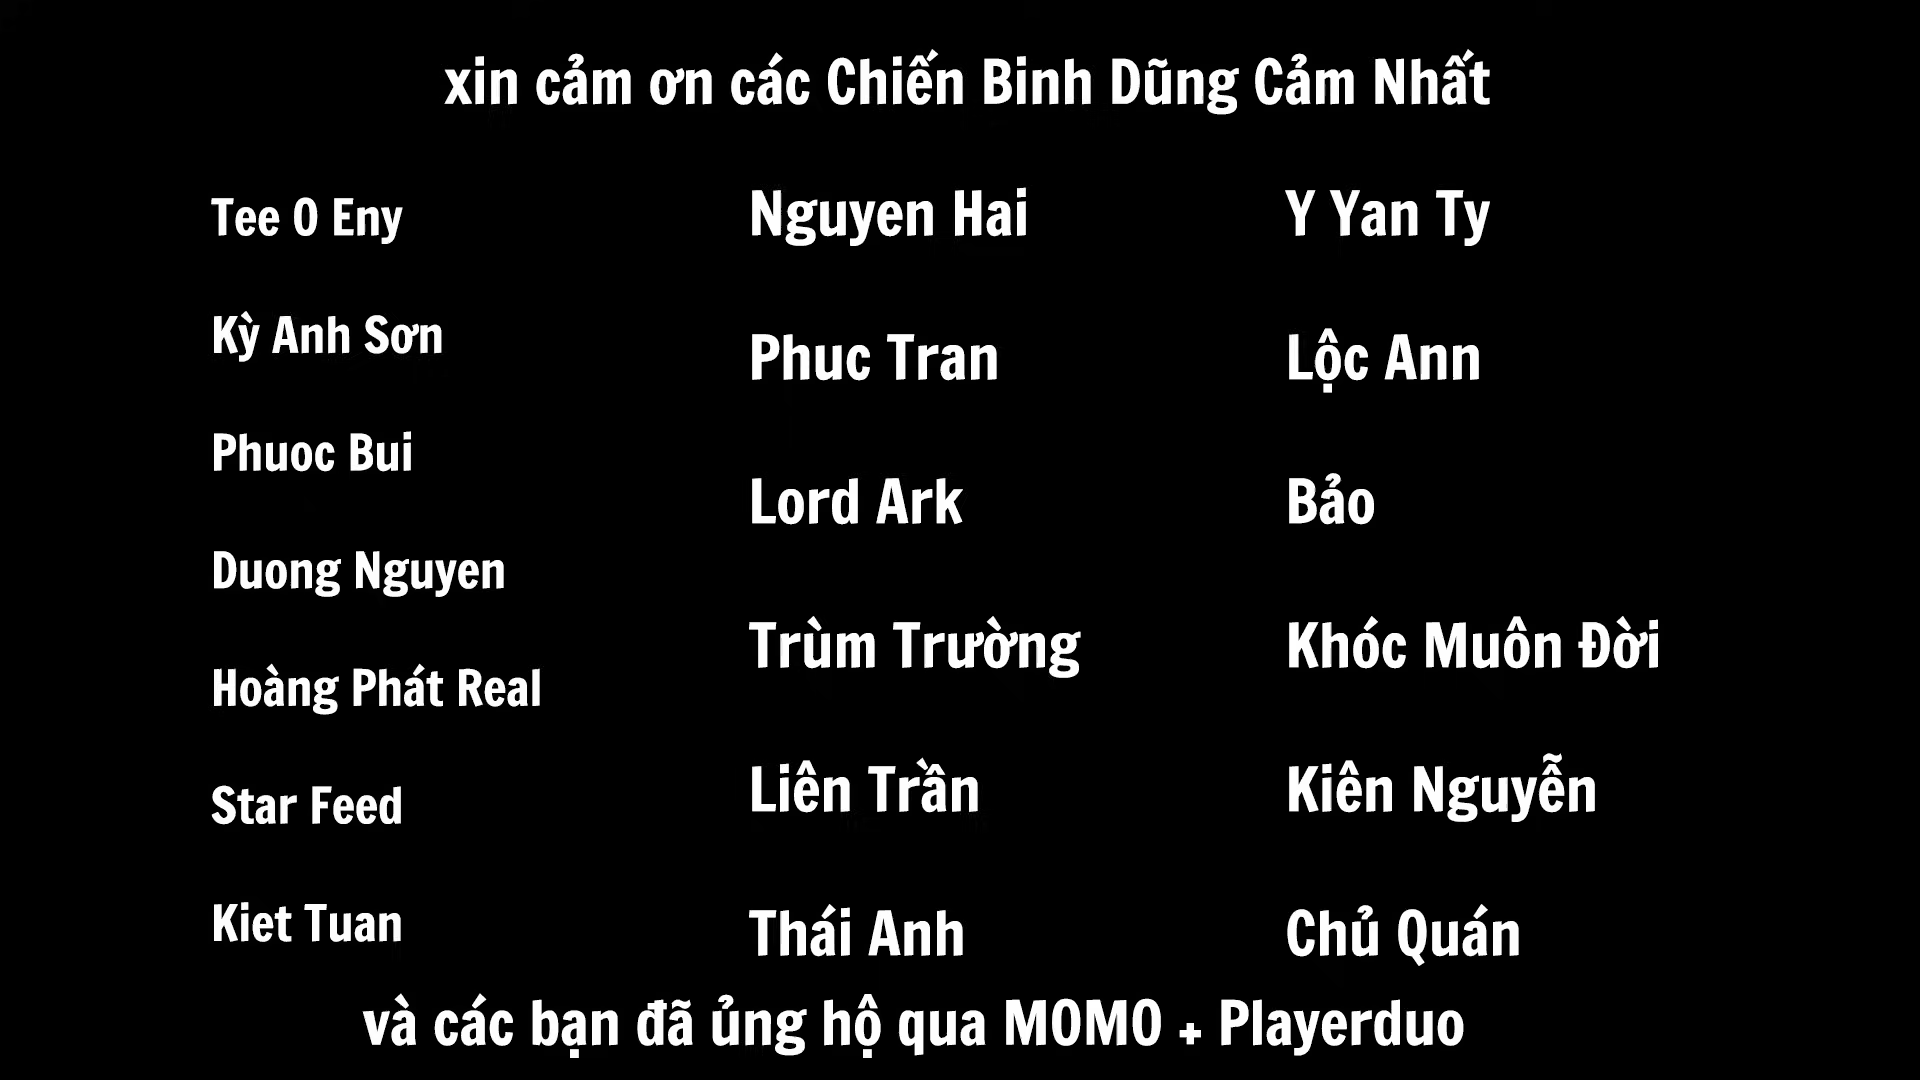 xin cảm ơn các Chiến Binh Dũng Cảm Nhất
Tee O Eny
Kỳ Anh Sơn
Phuoc Bui
Duong Nguyen
Hoàng Phát Real
Star Feed
Kiet Tuan
Nguyen Hai
Phuc Tran
Lord Ark
Trùm Trường
Liên Trần
Thái Anh
Y Yan Ty
Lộc Ann
Bảo
Khóc Muôn Đời
Kiên Nguyễn
Chủ Quán
và các bạn đã ủng hộ qua MOMO + Playerduo